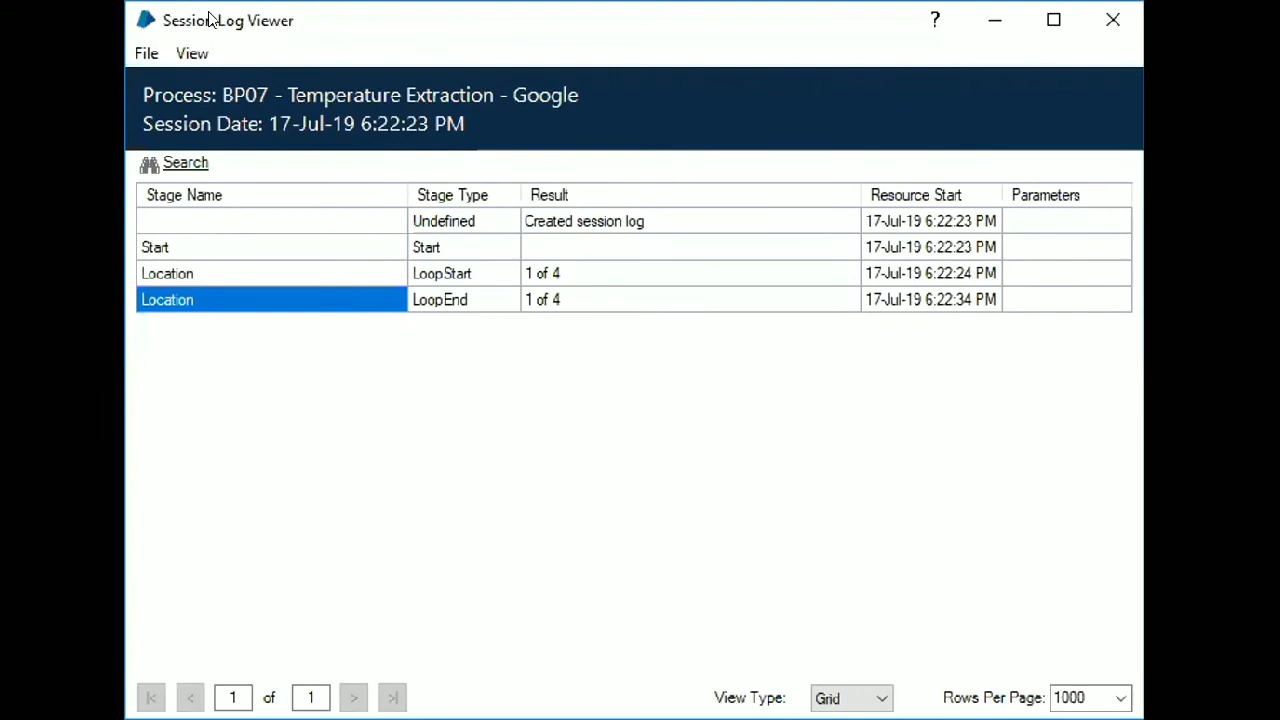 Session Log Viewer
?
File View
Process: BP07 - Temperature Extraction - Google
Session Date: 17-Jul-19 6:22:23 PM
Search
Stage Name Stage Type Result Resource Start Parameters
Undefined Created session log 17-Jul-19 6:22:23 PM
Start Start 17-Jul-19 6:22:23 PM
Location LoopStart 1 of 4 17-Jul-19 6:22:24 PM
Location LoopEnd 1 of 4 17-Jul-19 6:22:34 PM
|< < 1 of 1 > >| View Type: Grid Rows Per Page: 1000